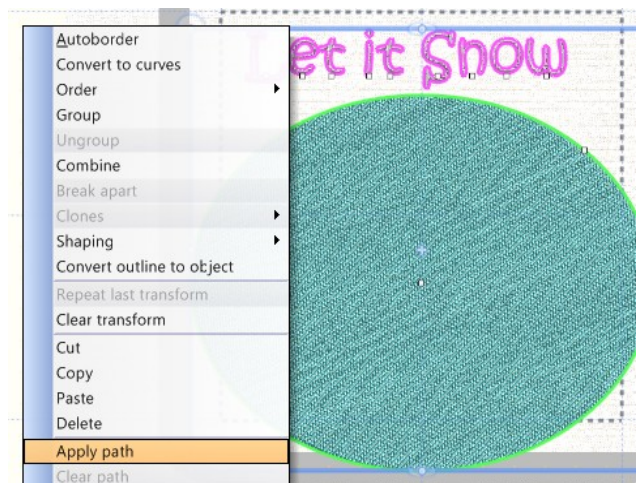 Let it Snow
Autoborder
Convert to curves
Order
Group
Ungroup
Combine
Break apart
Clones
Shaping
Convert outline to object
Repeat last transform
Clear transform
Cut
Copy
Paste
Delete
Apply path
Clear path